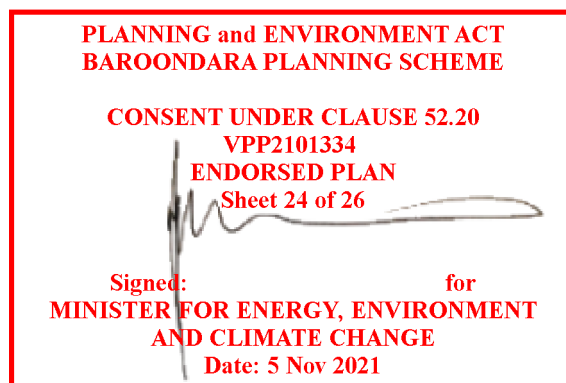 PLANNING and ENVIRONMENT ACT
BAROONDARA PLANNING SCHEME
CONSENT UNDER CLAUSE 52.20
VPP2101334
ENDORSED PLAN
Sheet 24 of 26
Signed: for
MINISTER FOR ENERGY, ENVIRONMENT
AND CLIMATE CHANGE
Date: 5 Nov 2021